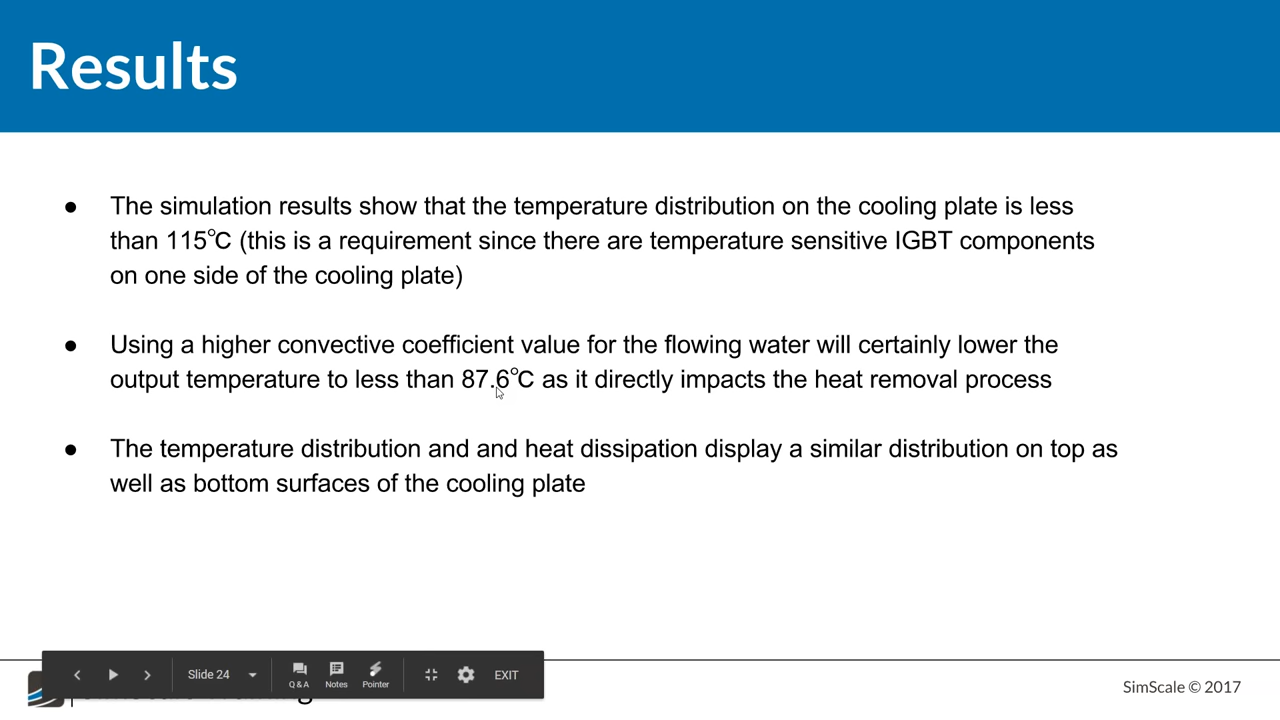 Results
● The simulation results show that the temperature distribution on the cooling plate is less
than 115℃ (this is a requirement since there are temperature sensitive IGBT components
on one side of the cooling plate)
● Using a higher convective coefficient value for the flowing water will certainly lower the
output temperature to less than 87.6℃ as it directly impacts the heat removal process
● The temperature distribution and and heat dissipation display a similar distribution on top as
well as bottom surfaces of the cooling plate
Slide 24
Q & A
Notes
Pointer
EXIT
SimScale © 2017